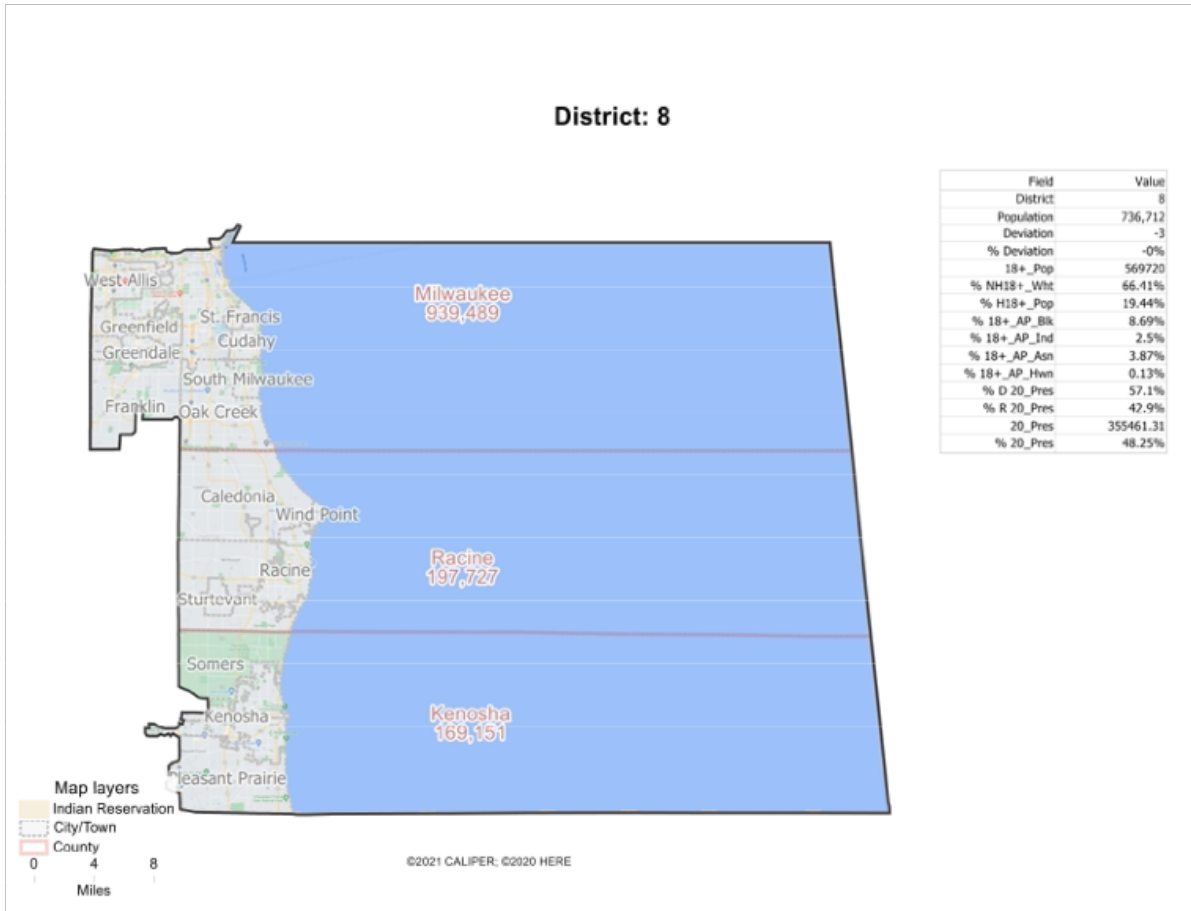 District: 8
Field Value
District 8
Population 736,712
Deviation -3
% Deviation -0%
18+_Pop 569720
% NH18+_Wht 66.41%
% H18+_Pop 19.44%
% 18+_AP_Blk 8.69%
% 18+_AP_Ind 2.5%
% 18+_AP_Asn 3.87%
% 18+_AP_Hwn 0.13%
% D 20_Pres 57.1%
% R 20_Pres 42.9%
20_Pres 355461.31
% 20_Pres 48.25%
West Allis
Milwaukee
939,489
St. Francis
Greenfield
Cudahy
Greendale
South Milwaukee
Franklin
Oak Creek
Caledonia
Wind Point
Racine
197,727
Racine
Sturtevant
Somers
Kenosha
Kenosha
169,151
Pleasant Prairie
Map layers
Indian Reservation
City/Town
County
0 4 8
Miles
©2021 CALIPER; ©2020 HERE